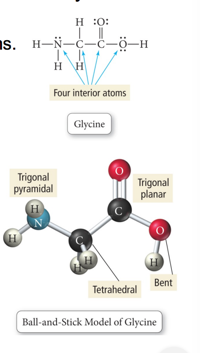 H :O:
ns. H—N̈—C—C—Ö—H
H H
Four interior atoms
Glycine
Trigonal
pyramidal
O
Trigonal
planar
H
C
N
O
H
C
H
H
H
Bent
Tetrahedral
Ball-and-Stick Model of Glycine